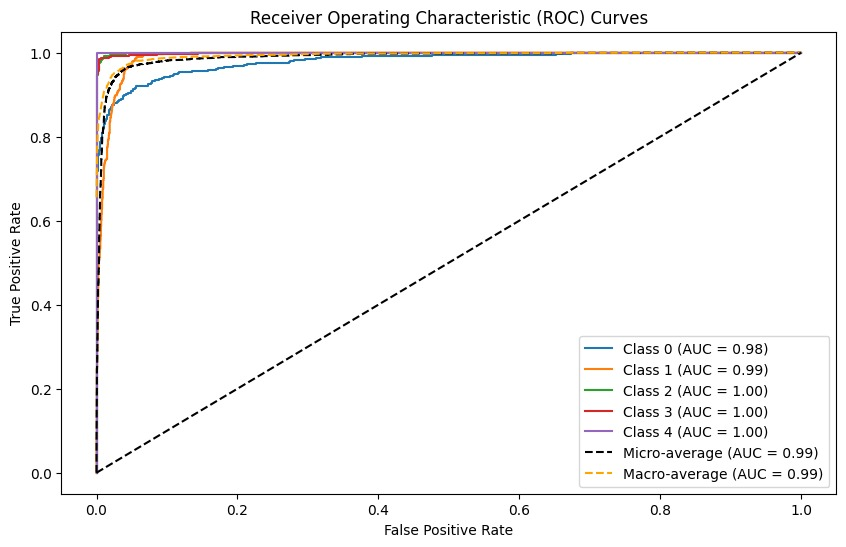 Receiver Operating Characteristic (ROC) Curves
True Positive Rate
1.0
0.8
0.6
0.4
0.2
0.0
Class 0 (AUC = 0.98)
Class 1 (AUC = 0.99)
Class 2 (AUC = 1.00)
Class 3 (AUC = 1.00)
Class 4 (AUC = 1.00)
Micro-average (AUC = 0.99)
Macro-average (AUC = 0.99)
0.0 0.2 0.4 0.6 0.8 1.0
False Positive Rate